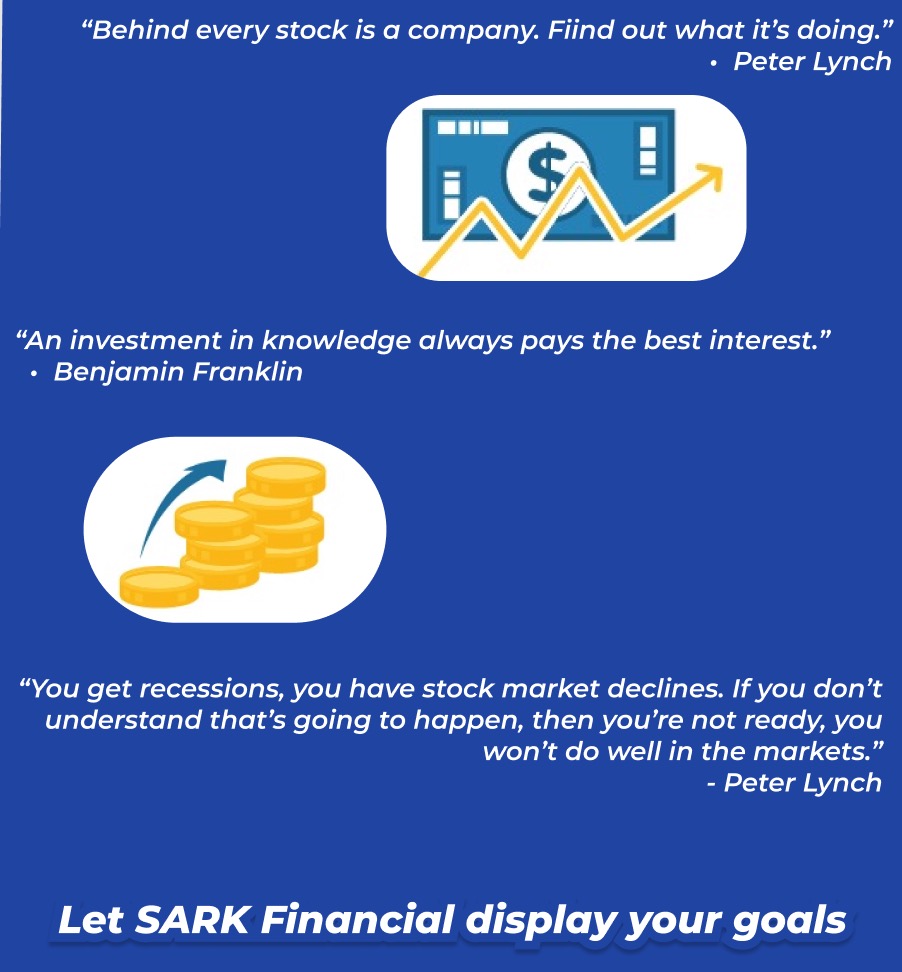 “Behind every stock is a company. Fiind out what it’s doing.”
• Peter Lynch
$
“An investment in knowledge always pays the best interest.”
• Benjamin Franklin
“You get recessions, you have stock market declines. If you don’t
understand that’s going to happen, then you’re not ready, you
won’t do well in the markets.”
- Peter Lynch
Let SARK Financial display your goals